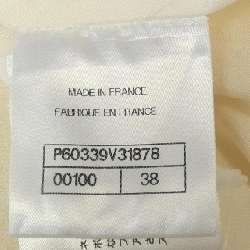 MADE IN FRANCE
FABRIQUE EN FRANCE
P60339V31878
00100 38